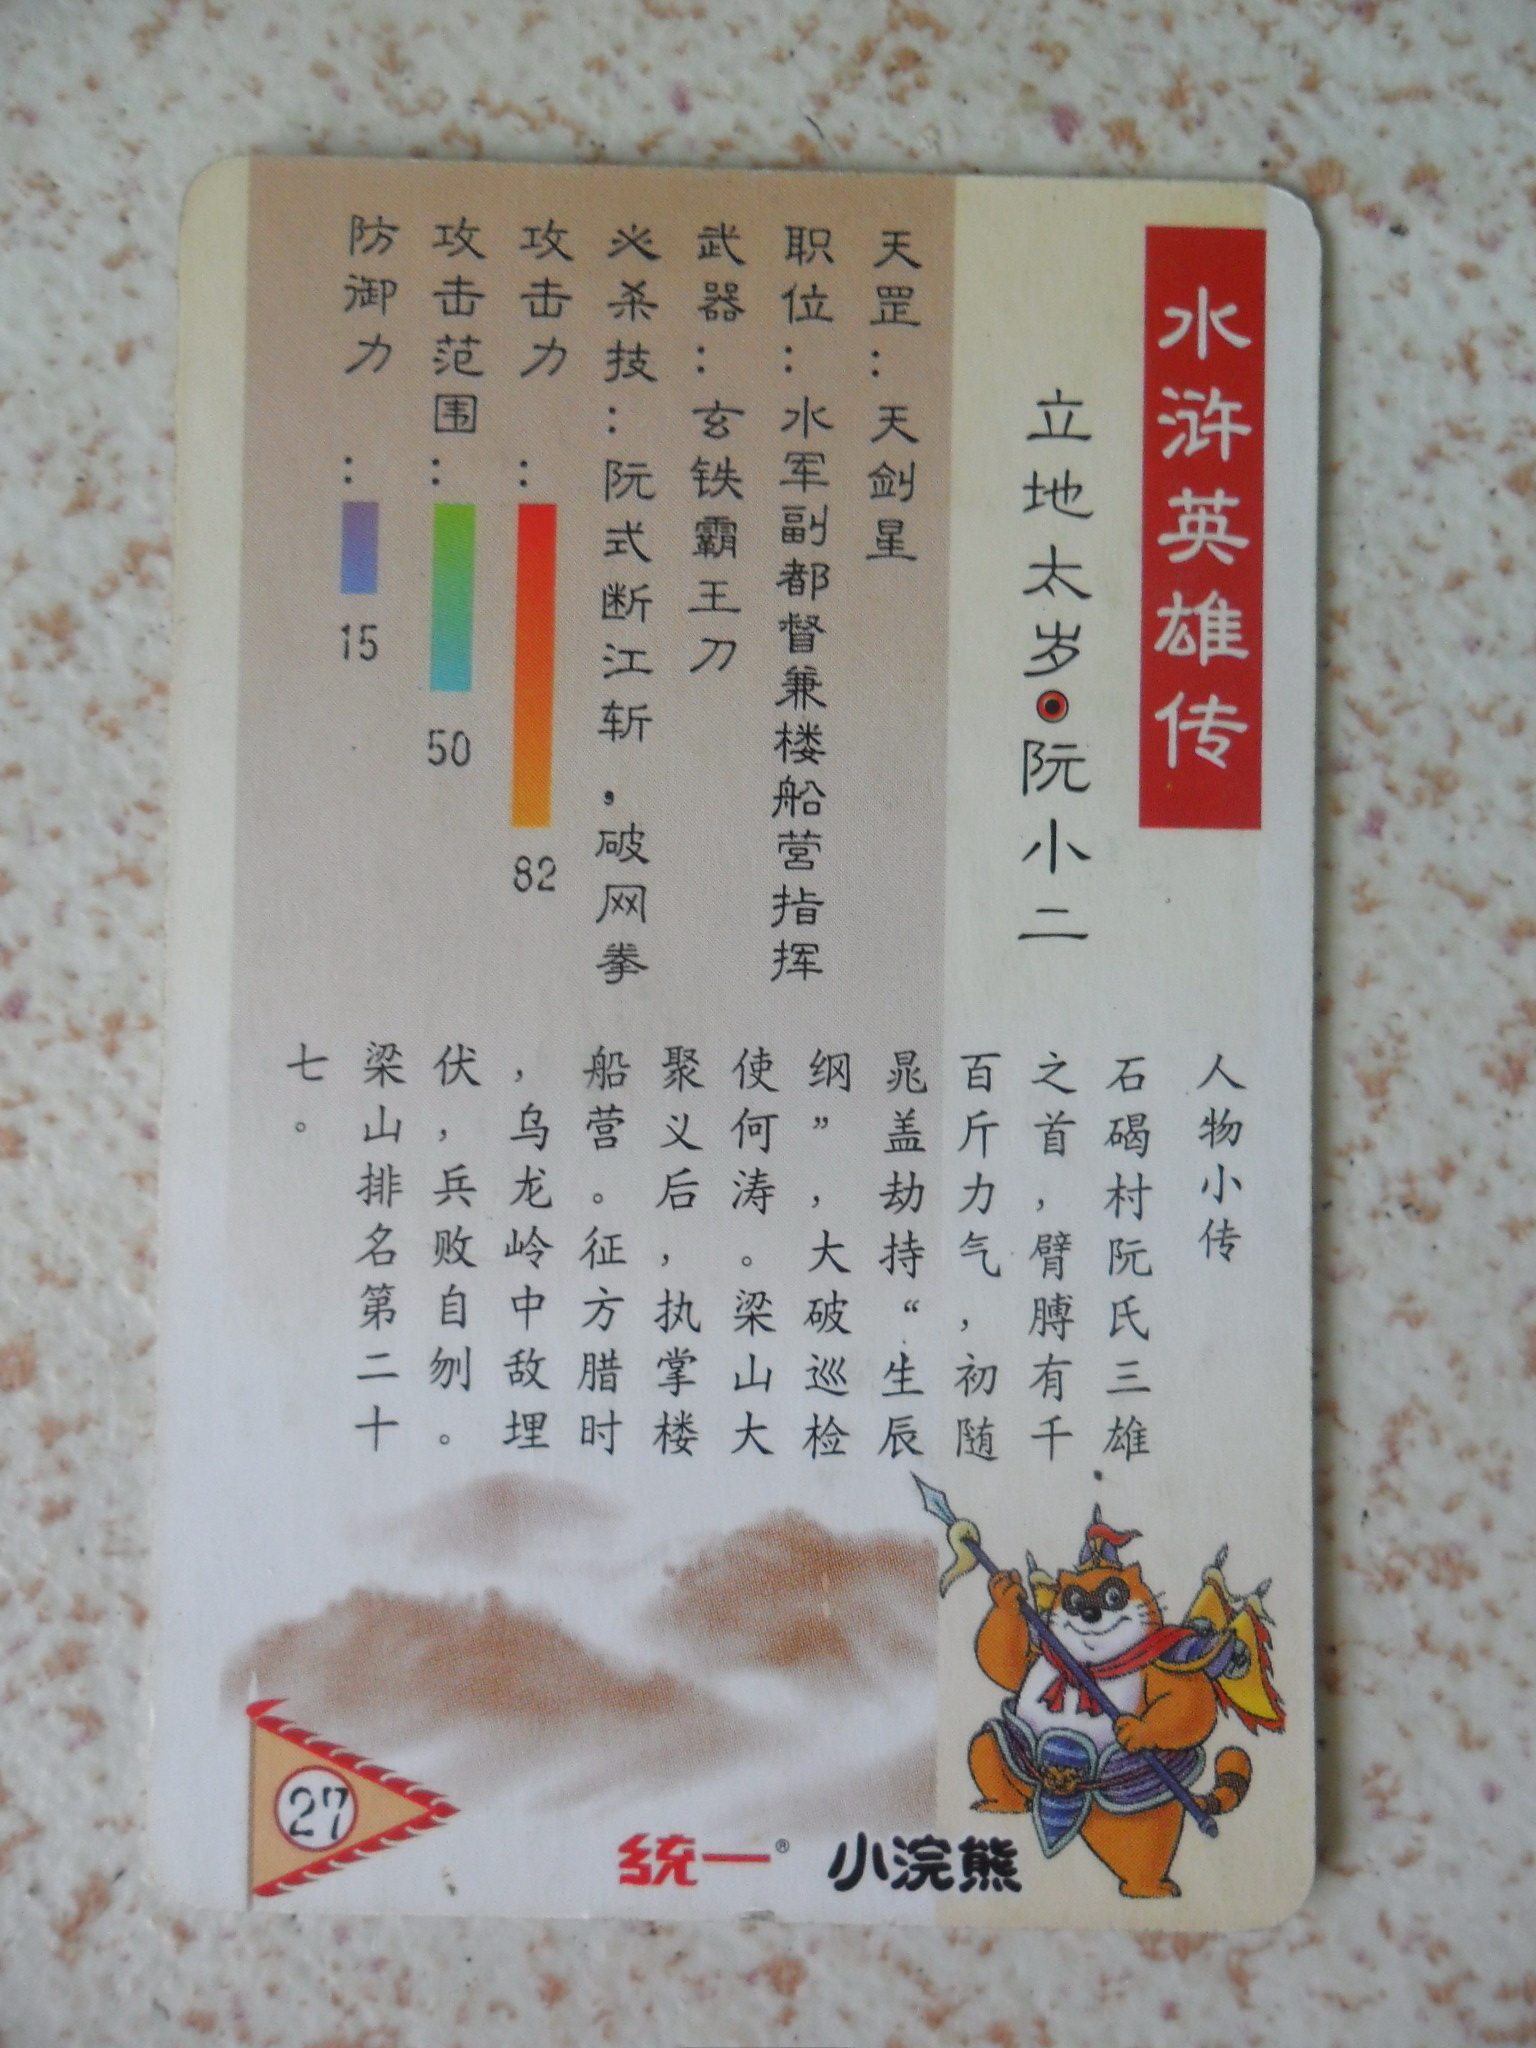 水浒英雄传
立地太岁
阮小二
天罡:天剑星
职位:水军副都督兼楼船营指挥
武器:玄铁霸王刀
必杀技:阮式断江斩,破网拳
攻击力:82
攻击范围:50
防御力:15
人物小传
石碣村阮氏三雄
之首,臂膊有千
百斤力气,初随
晁盖劫持“生辰
纲”,大破巡检
使何涛。梁山大
聚义后,执掌楼
船营。征方腊时
,乌龙岭中敌埋
伏,兵败自刎。
梁山排名第二十
七。
27
统一® 小浣熊